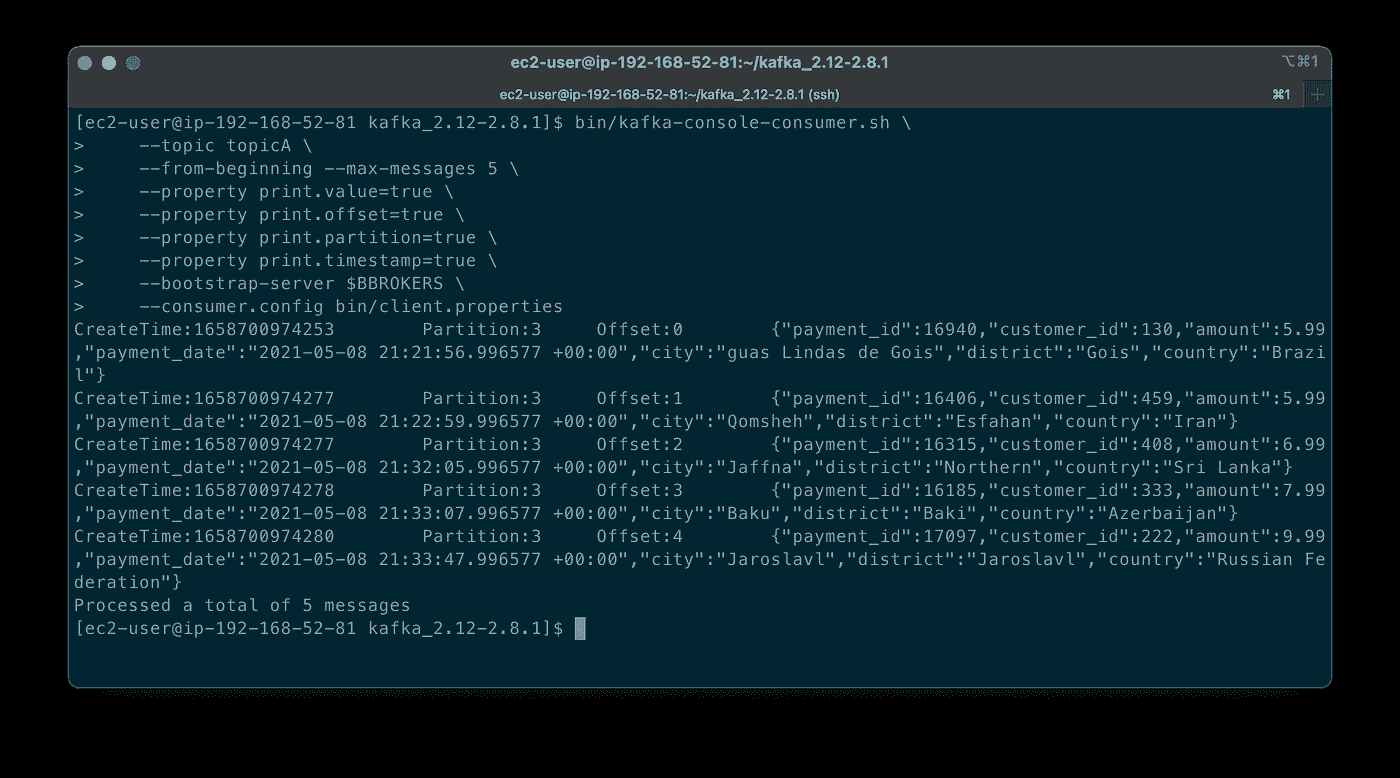 ec2-user@ip-192-168-52-81:~/kafka_2.12-2.8.1
⌥⌘1
ec2-user@ip-192-168-52-81:~/kafka_2.12-2.8.1 (ssh)
⌘1
+
[ec2-user@ip-192-168-52-81 kafka_2.12-2.8.1]$ bin/kafka-console-consumer.sh \
>     --topic topicA \
>     --from-beginning --max-messages 5 \
>     --property print.value=true \
>     --property print.offset=true \
>     --property print.partition=true \
>     --property print.timestamp=true \
>     --bootstrap-server $BBROKERS \
>     --consumer.config bin/client.properties
CreateTime:1658700974253        Partition:3     Offset:0        {"payment_id":16940,"customer_id":130,"amount":5.99
,"payment_date":"2021-05-08 21:21:56.996577 +00:00","city":"guas Lindas de Gois","district":"Gois","country":"Brazi
l"}
CreateTime:1658700974277        Partition:3     Offset:1        {"payment_id":16406,"customer_id":459,"amount":5.99
,"payment_date":"2021-05-08 21:22:59.996577 +00:00","city":"Qomsheh","district":"Esfahan","country":"Iran"}
CreateTime:1658700974277        Partition:3     Offset:2        {"payment_id":16315,"customer_id":408,"amount":6.99
,"payment_date":"2021-05-08 21:32:05.996577 +00:00","city":"Jaffna","district":"Northern","country":"Sri Lanka"}
CreateTime:1658700974278        Partition:3     Offset:3        {"payment_id":16185,"customer_id":333,"amount":7.99
,"payment_date":"2021-05-08 21:33:07.996577 +00:00","city":"Baku","district":"Baki","country":"Azerbaijan"}
CreateTime:1658700974280        Partition:3     Offset:4        {"payment_id":17097,"customer_id":222,"amount":9.99
,"payment_date":"2021-05-08 21:33:47.996577 +00:00","city":"Jaroslavl","district":"Jaroslavl","country":"Russian Fe
deration"}
Processed a total of 5 messages
[ec2-user@ip-192-168-52-81 kafka_2.12-2.8.1]$